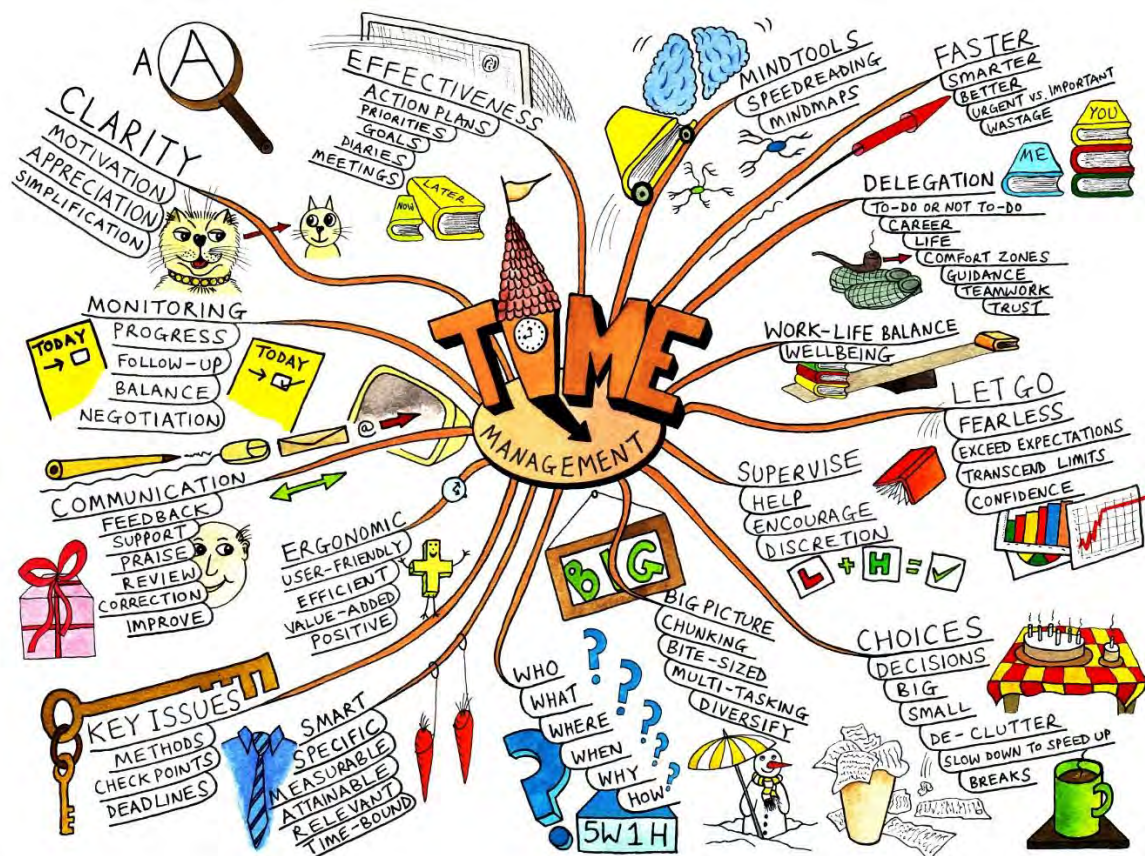 A A
CLARITY
MOTIVATION
APPRECIATION
SIMPLIFICATION
EFFECTIVENESS
ACTION PLANS
PRIORITIES
GOALS
DIARIES
MEETINGS
NOW
LATER
MINDTOOLS
SPEEDREADING
MINDMAPS
FASTER
SMARTER
BETTER
URGENT VS. IMPORTANT
WASTAGE
ME
YOU
DELEGATION
TO-DO OR NOT TO-DO
CAREER
LIFE
COMFORT ZONES
GUIDANCE
TEAMWORK
TRUST
MONITORING
PROGRESS
FOLLOW-UP
BALANCE
NEGOTIATION
TODAY
TODAY
TIME
MANAGEMENT
WORK-LIFE BALANCE
WELLBEING
LET GO
FEARLESS
EXCEED EXPECTATIONS
TRANSCEND LIMITS
CONFIDENCE
@
COMMUNICATION
FEEDBACK
SUPPORT
PRAISE
REVIEW
CORRECTION
IMPROVE
ERGONOMIC
USER-FRIENDLY
EFFICIENT
VALUE-ADDED
POSITIVE
SUPERVISE
HELP
ENCOURAGE
DISCRETION
L + H =
BIG
BIG PICTURE
CHUNKING
BITE-SIZED
MULTI-TASKING
DIVERSIFY
CHOICES
DECISIONS
BIG
SMALL
DE-CLUTTER
SLOW DOWN TO SPEED UP
BREAKS
KEY ISSUES
METHODS
CHECKPOINTS
DEADLINES
SMART
SPECIFIC
MEASURABLE
ATTAINABLE
RELEVANT
TIME-BOUND
WHO
WHAT
WHERE
WHEN
WHY
HOW
? ? ? ? ? ? ?
5W1H